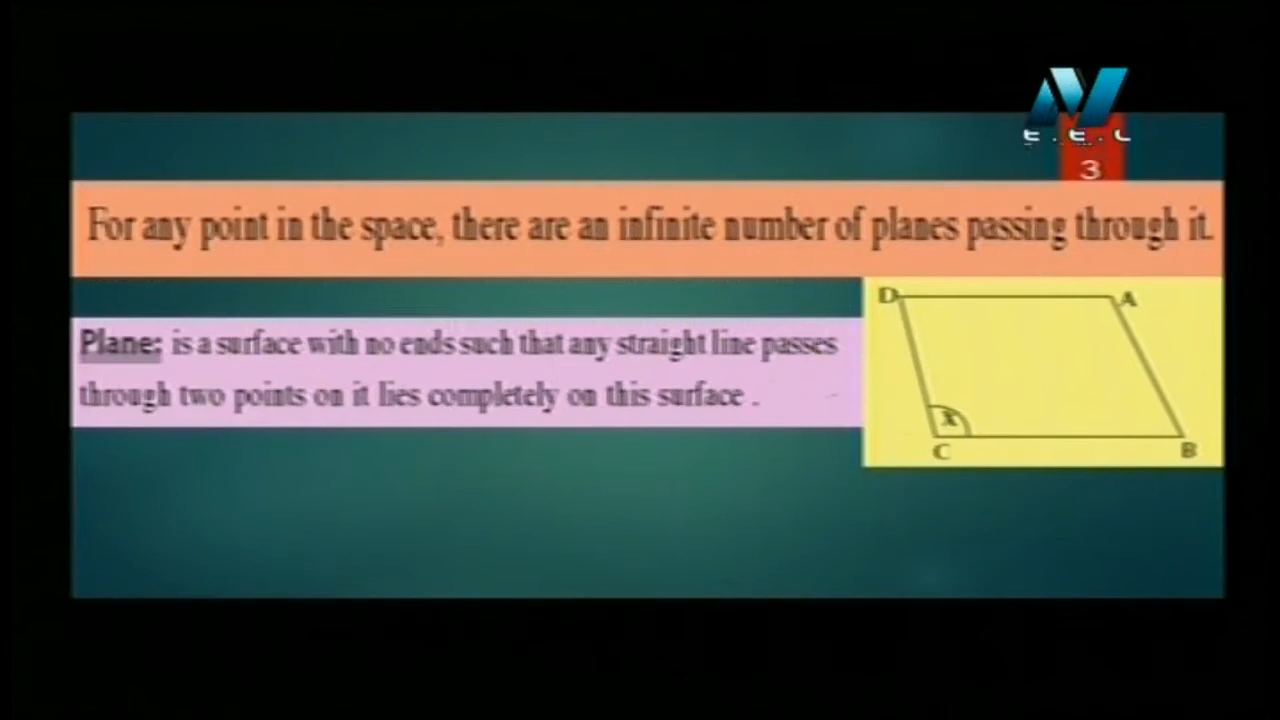 E.E.C
3
For any point in the space, there are an infinite number of planes passing through it.
Plane: is a surface with no ends such that any straight line passes
through two points on it lies completely on this surface .
D
A
X
C
B